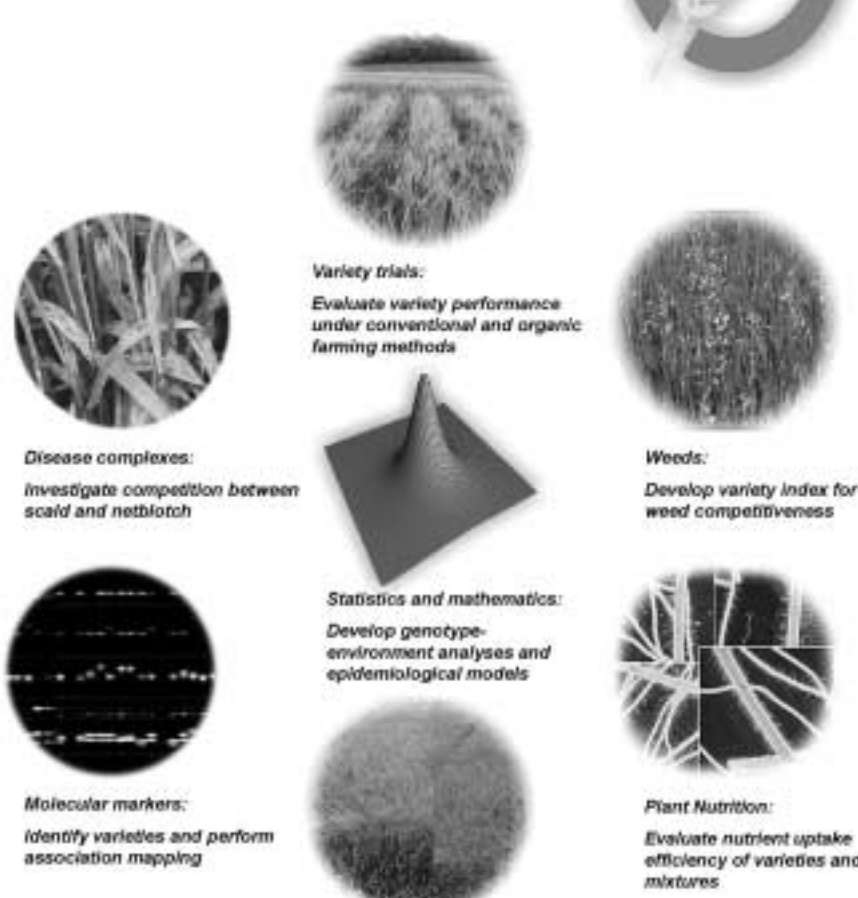 Variety trials:
Evaluate variety performance
under conventional and organic
farming methods
Disease complexes:
Investigate competition between
scald and netblotch
Weeds:
Develop variety index for
weed competitiveness
Statistics and mathematics:
Develop genotype-
environment analyses and
epidemiological models
Molecular markers:
Identify varieties and perform
association mapping
Plant Nutrition:
Evaluate nutrient uptake
efficiency of varieties and
mixtures